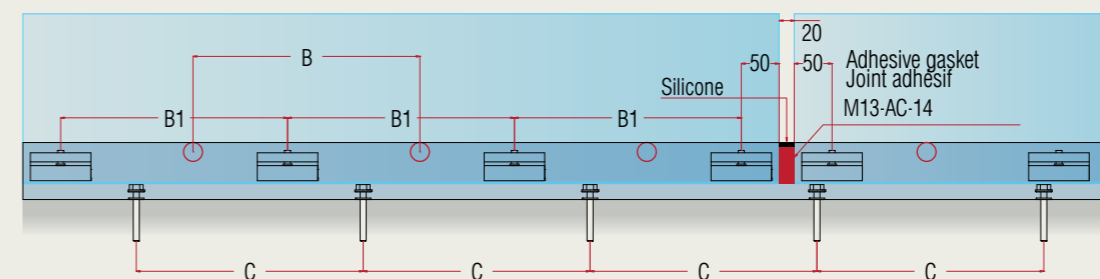 20
B
50
50
Adhesive gasket
Joint adhésif
Silicone
M13-AC-14
B1
B1
B1
C
C
C
C